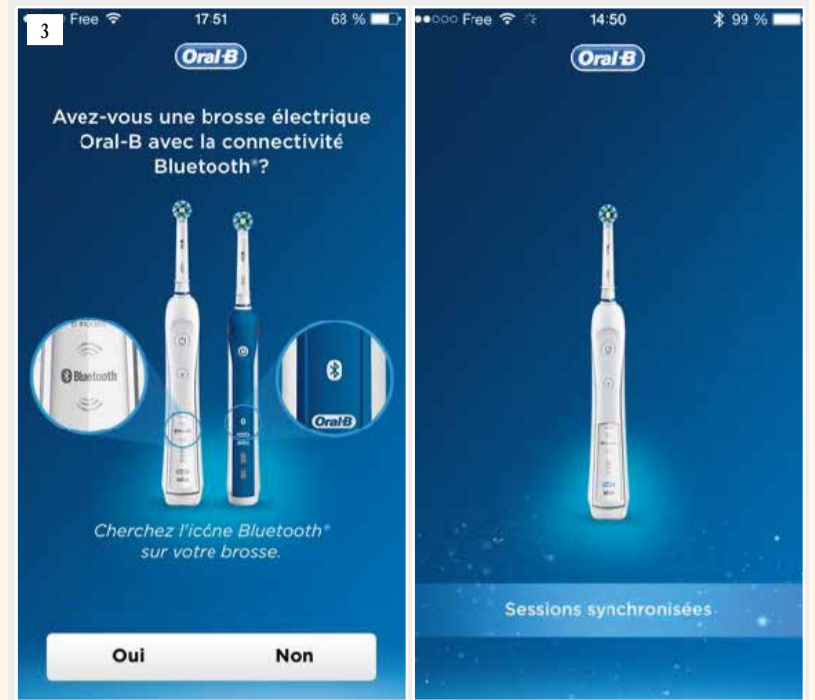 3
Free 17:51 68 %
Oral-B
Avez-vous une brosse électrique
Oral-B avec la connectivité
Bluetooth®?
Bluetooth
Oral-B
Cherchez l'icône Bluetooth®
sur votre brosse.
Oui Non
Free 14:50 99 %
Oral-B
Sessions synchronisées